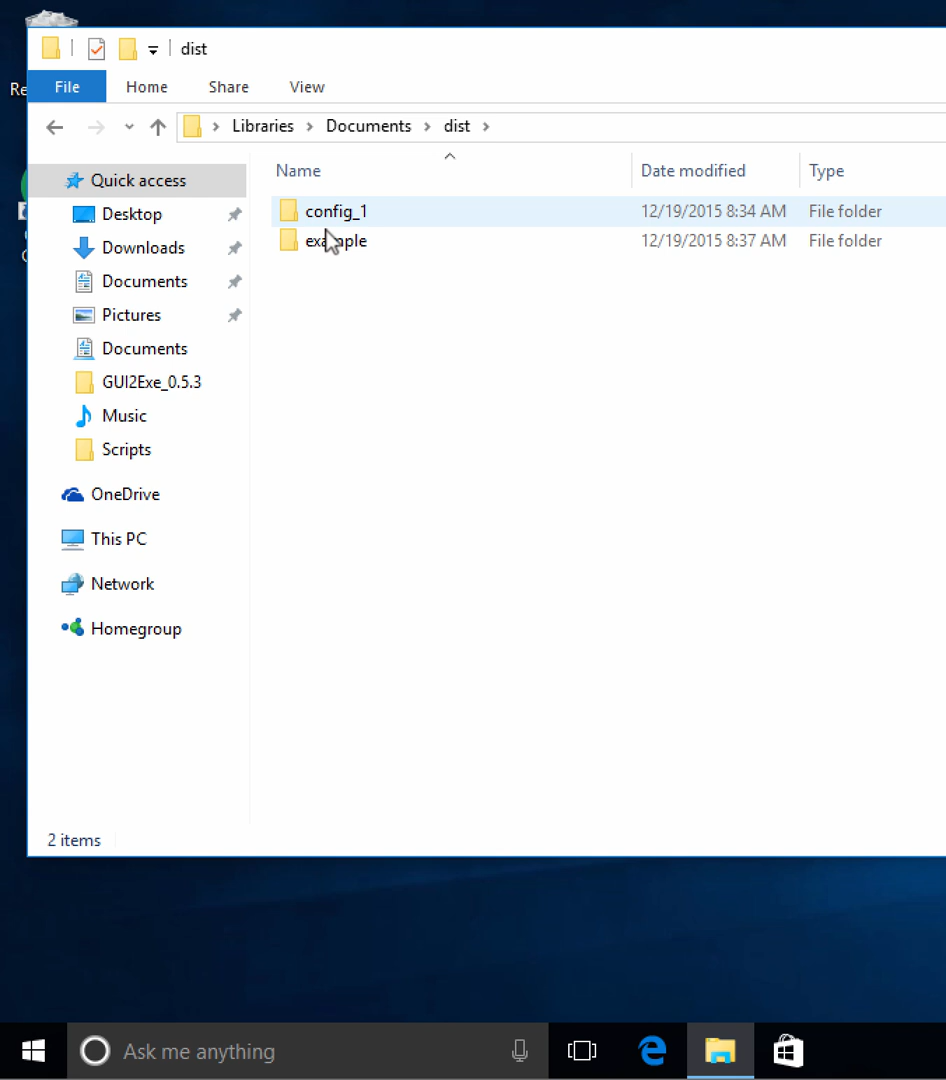 dist
Re
File Home Share View
Libraries Documents dist
Name Date modified Type
Quick access
config_1 12/19/2015 8:34 AM File folder
Desktop
example 12/19/2015 8:37 AM File folder
Downloads
Documents
Pictures
Documents
GUI2Exe_0.5.3
Music
Scripts
OneDrive
This PC
Network
Homegroup
2 items
Ask me anything